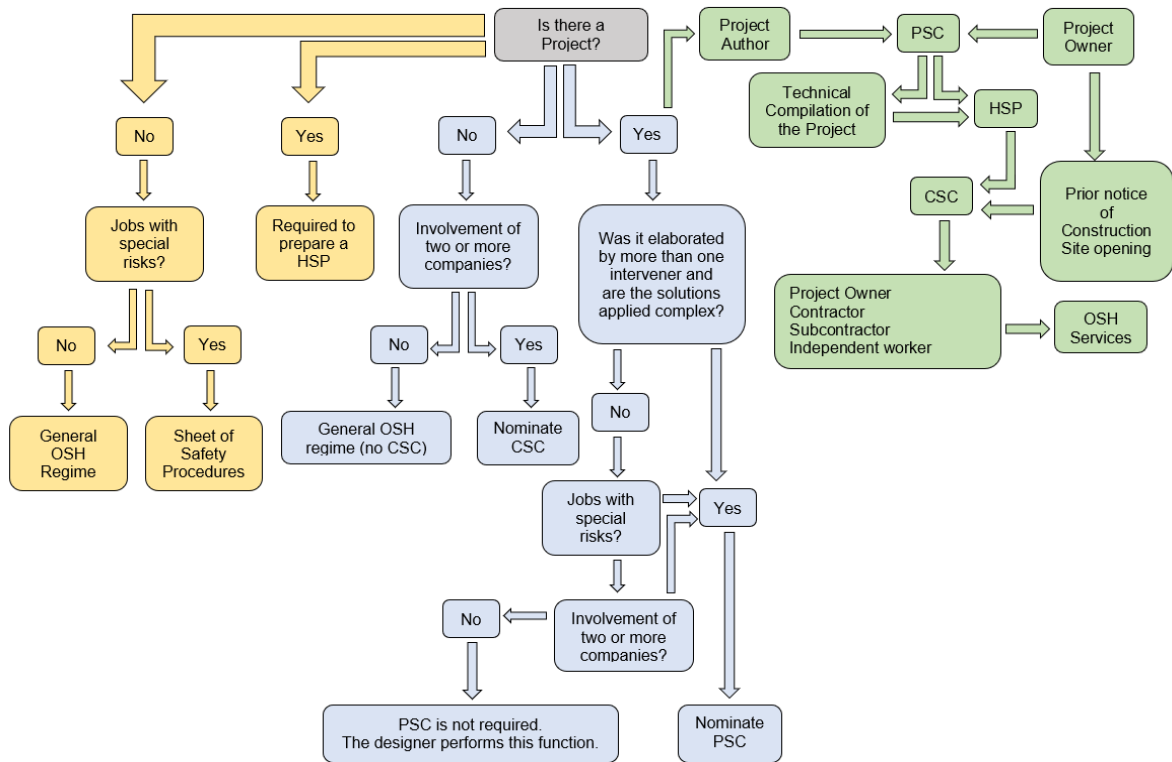 Is there a
Project?
No
Jobs with
special
risks?
No
General
OSH
Regime
Yes
Sheet of
Safety
Procedures
Yes
Required to
prepare a
HSP
No
Involvement of
two or more
companies?
No
General OSH
regime (no CSC)
Yes
Nominate
CSC
Yes
Was it elaborated
by more than one
intervener and
are the solutions
applied complex?
No
Jobs with
special
risks?
Yes
Involvement of
two or more
companies?
No
PSC is not required.
The designer performs this function.
Nominate
PSC
Project
Author
PSC
Project
Owner
Technical
Compilation of
the Project
HSP
CSC
Prior notice
of
Construction
Site opening
Project Owner
Contractor
Subcontractor
Independent worker
OSH
Services